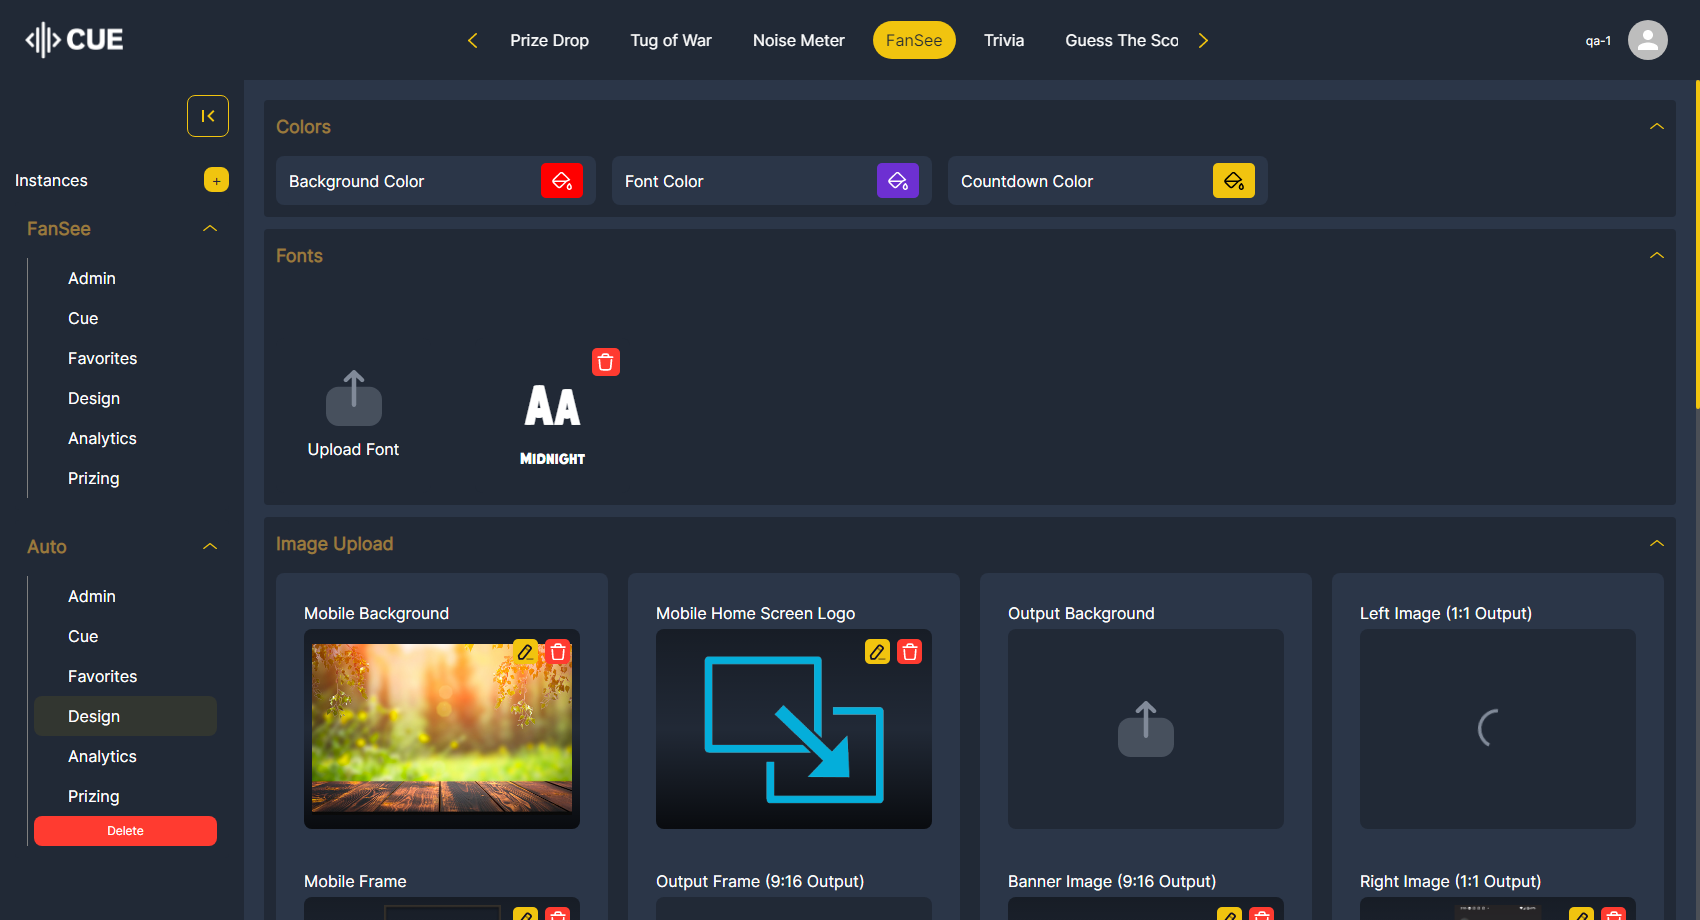 CUE
Prize Drop
Tug of War
Noise Meter
FanSee
Trivia
Guess The Sco
qa-1
Instances
+
FanSee
Admin
Cue
Favorites
Design
Analytics
Prizing
Auto
Admin
Cue
Favorites
Design
Analytics
Prizing
Delete
Colors
Background Color
Font Color
Countdown Color
Fonts
Upload Font
AA
MIDNIGHT
Image Upload
Mobile Background
Mobile Home Screen Logo
Output Background
Left Image (1:1 Output)
Mobile Frame
Output Frame (9:16 Output)
Banner Image (9:16 Output)
Right Image (1:1 Output)